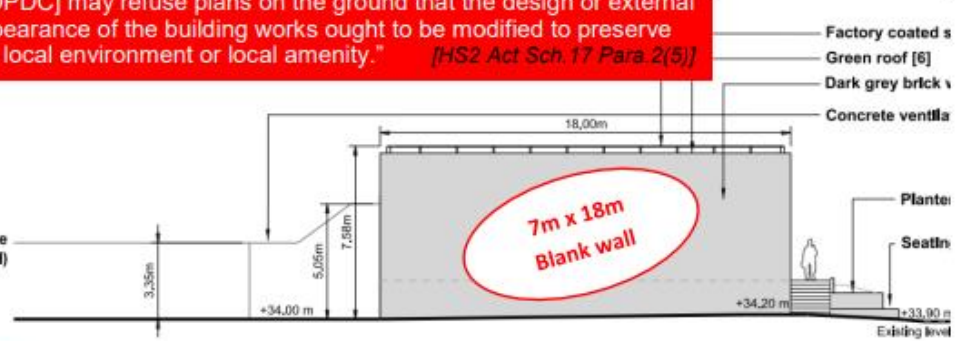 OPDC] may refuse plans on the ground that the design or external
pearance of the building works ought to be modified to preserve
local environment or local amenity." [HS2 Act Sch.17 Para.2(5)]
Factory coated s
Green roof [6]
Dark grey brick
Concrete ventila
18,00m
7m x 18m
Blank wall
7,58m
5,05m
3,35m
+34,00 m
+34,20 m
Plante
Seatin
+33,90 m
Existing level